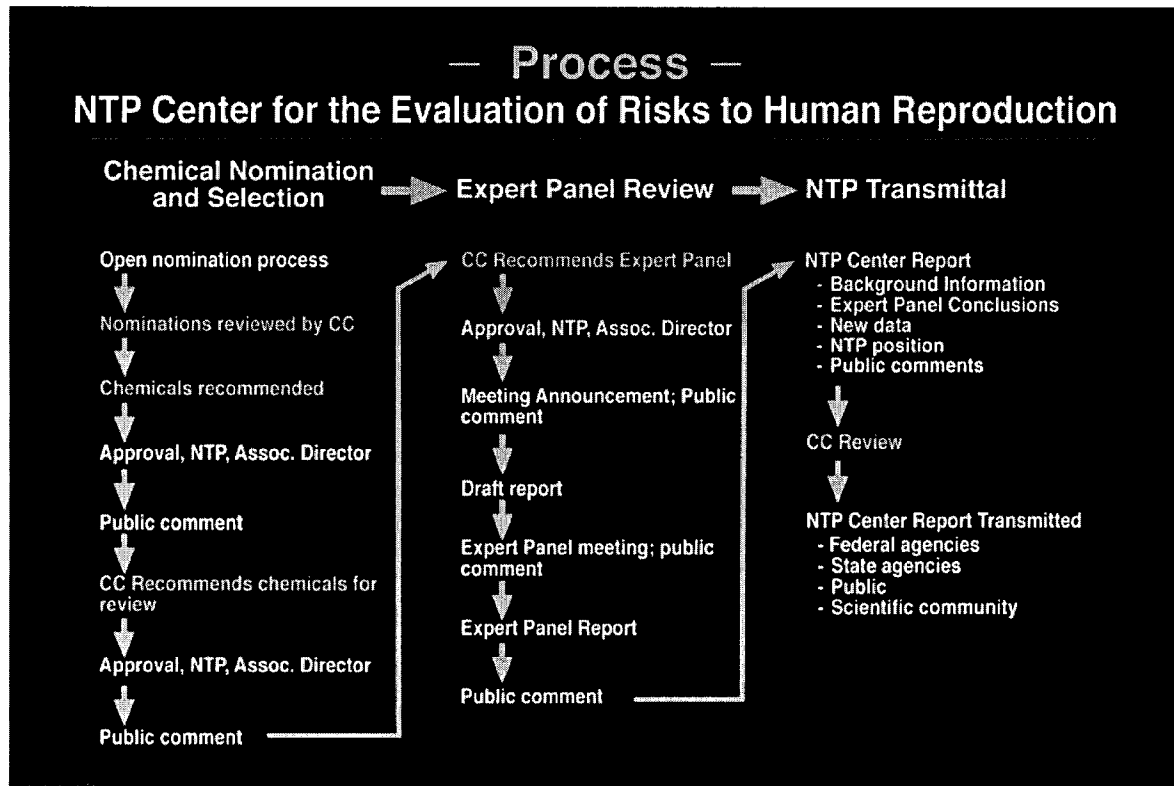 — Process —
NTP Center for the Evaluation of Risks to Human Reproduction
Chemical Nomination
and Selection
Expert Panel Review
NTP Transmittal
Open nomination process
Nominations reviewed by CC
Chemicals recommended
Approval, NTP, Assoc. Director
Public comment
CC Recommends chemicals for
review
Approval, NTP, Assoc. Director
Public comment
CC Recommends Expert Panel
Approval, NTP, Assoc. Director
Meeting Announcement; Public
comment
Draft report
Expert Panel meeting; public
comment
Expert Panel Report
Public comment
NTP Center Report
- Background Information
- Expert Panel Conclusions
- New data
- NTP position
- Public comments
CC Review
NTP Center Report Transmitted
- Federal agencies
- State agencies
- Public
- Scientific community